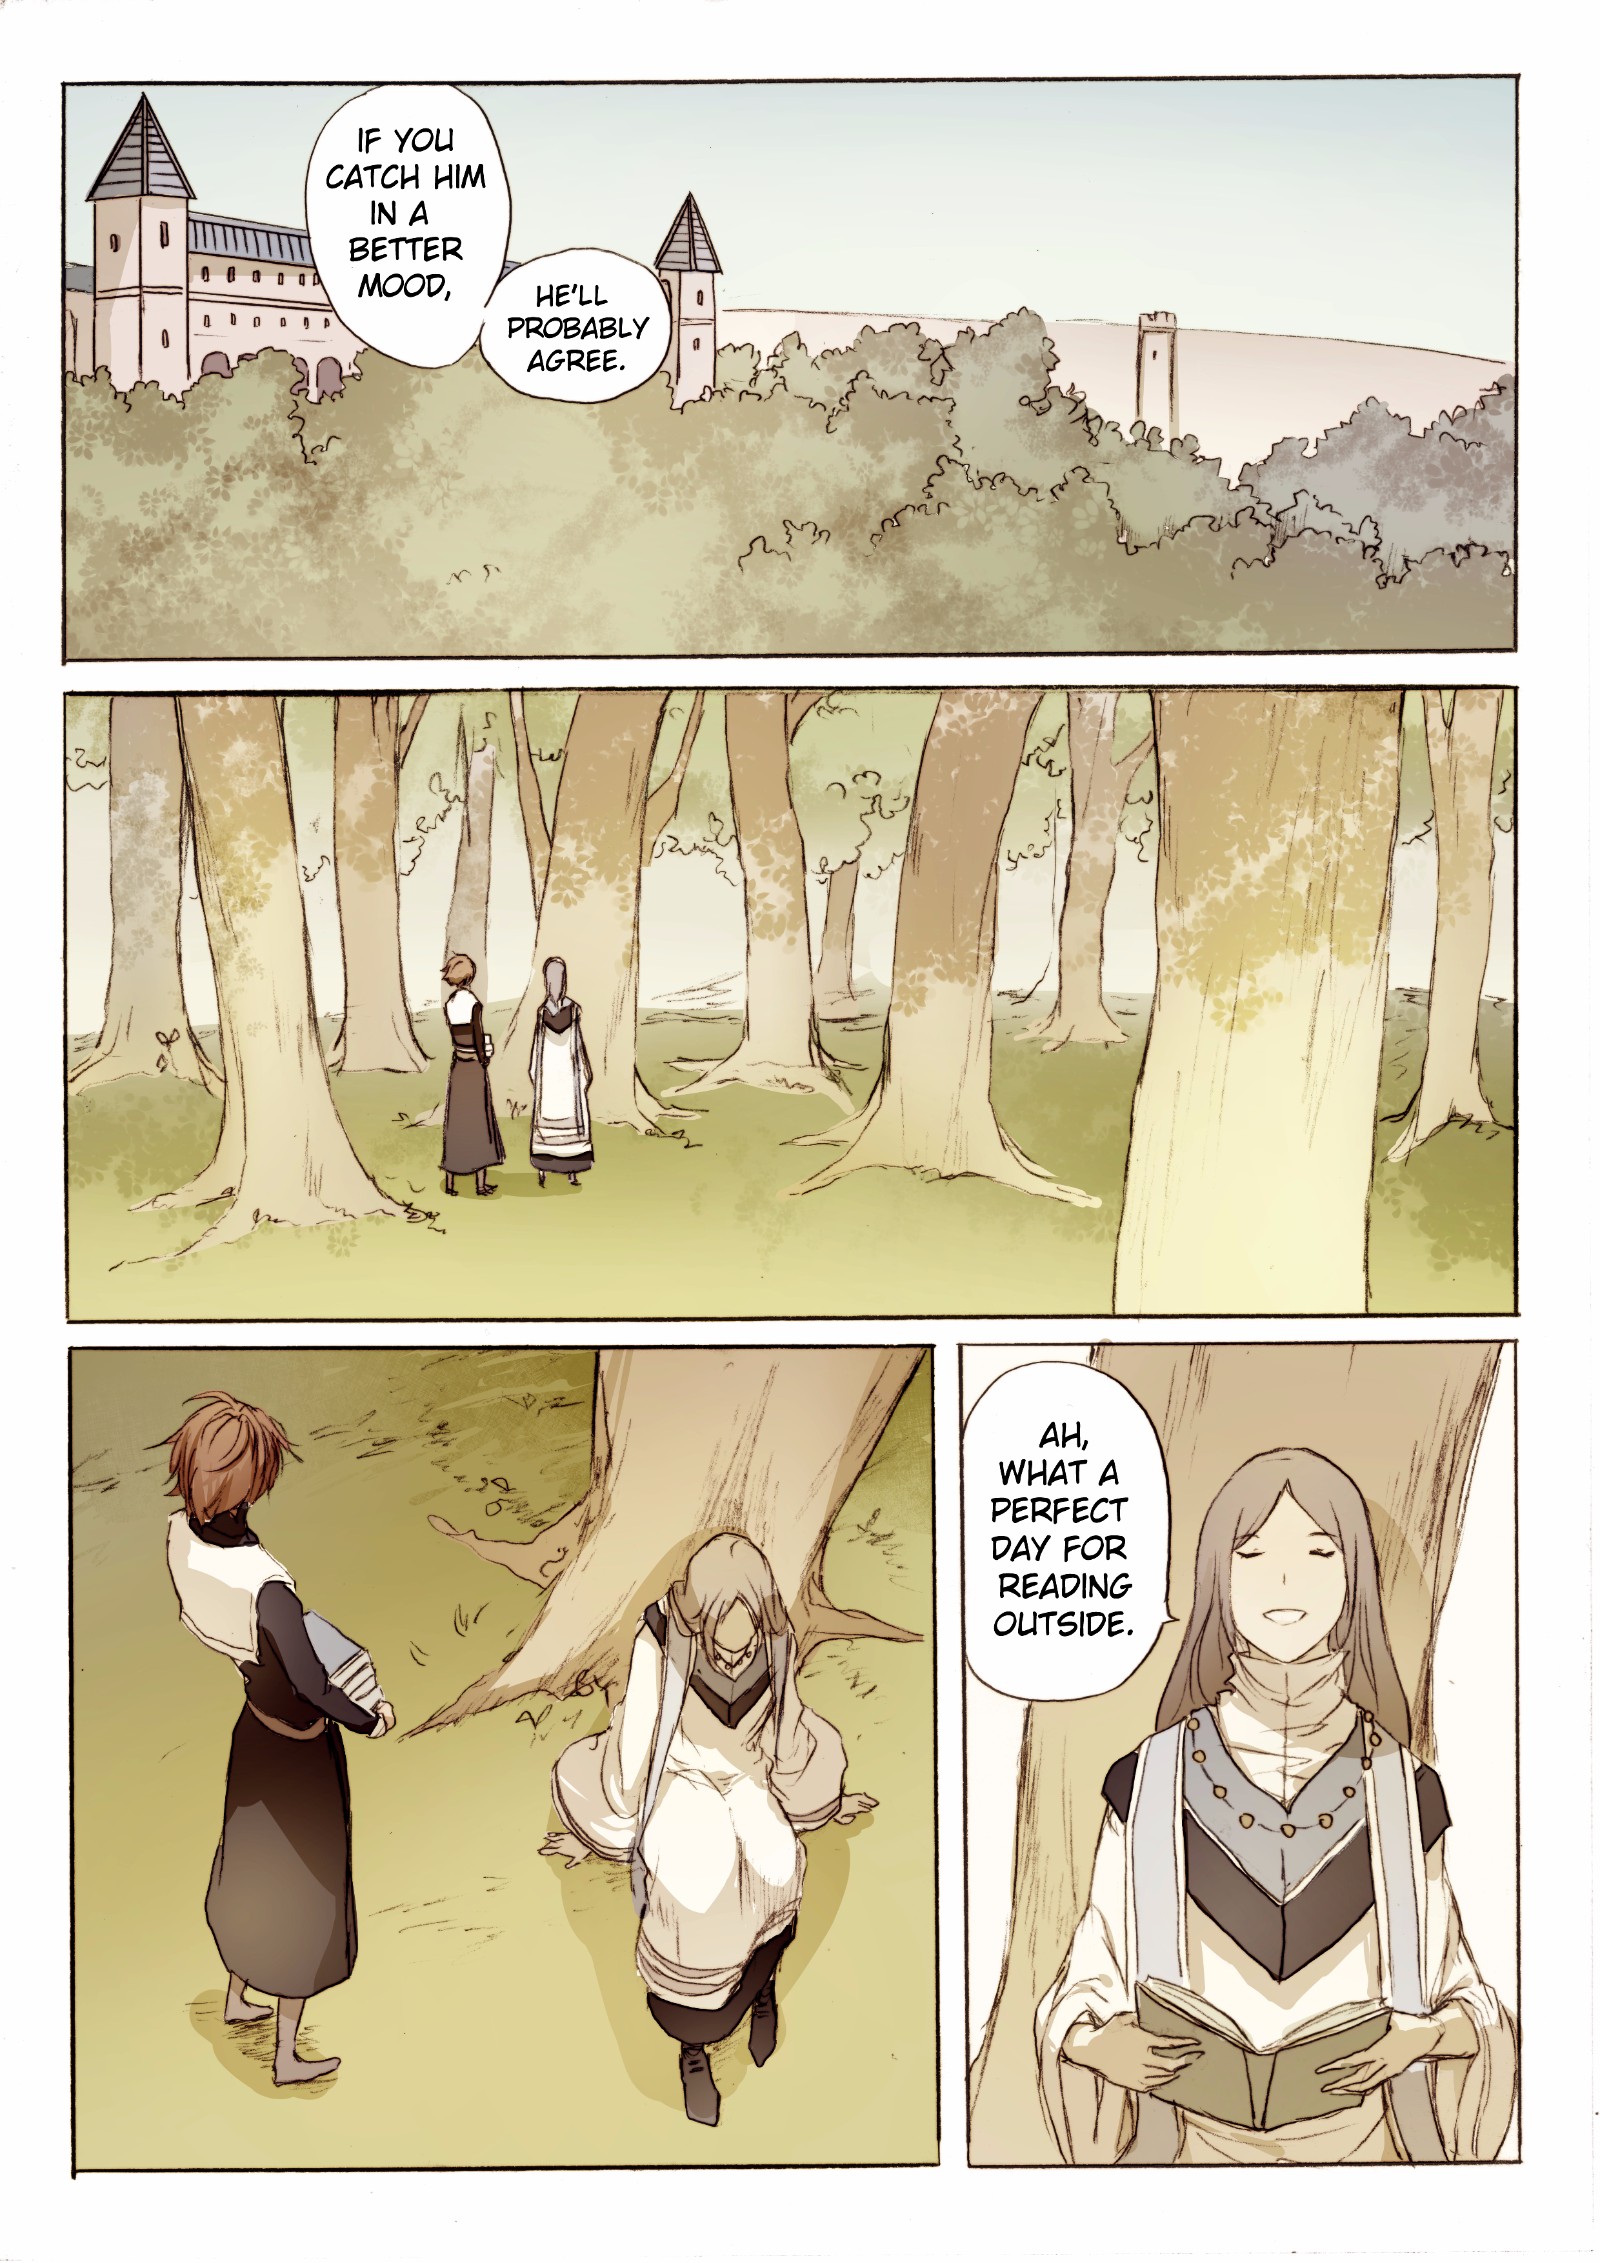 IF YOU
CATCH HIM
IN A
BETTER
MOOD,
HE'LL
PROBABLY
AGREE.
AH,
WHAT A
PERFECT
DAY FOR
READING
OUTSIDE.